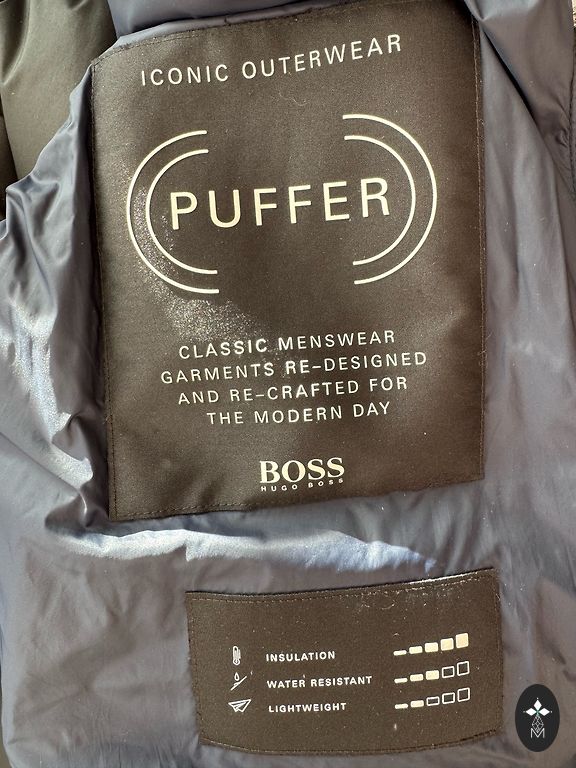 ICONIC OUTERWEAR
PUFFER
CLASSIC MENSWEAR
GARMENTS RE-DESIGNED
AND RE-CRAFTED FOR
THE MODERN DAY
BOSS
HUGO BOSS
INSULATION
WATER RESISTANT
LIGHTWEIGHT
M